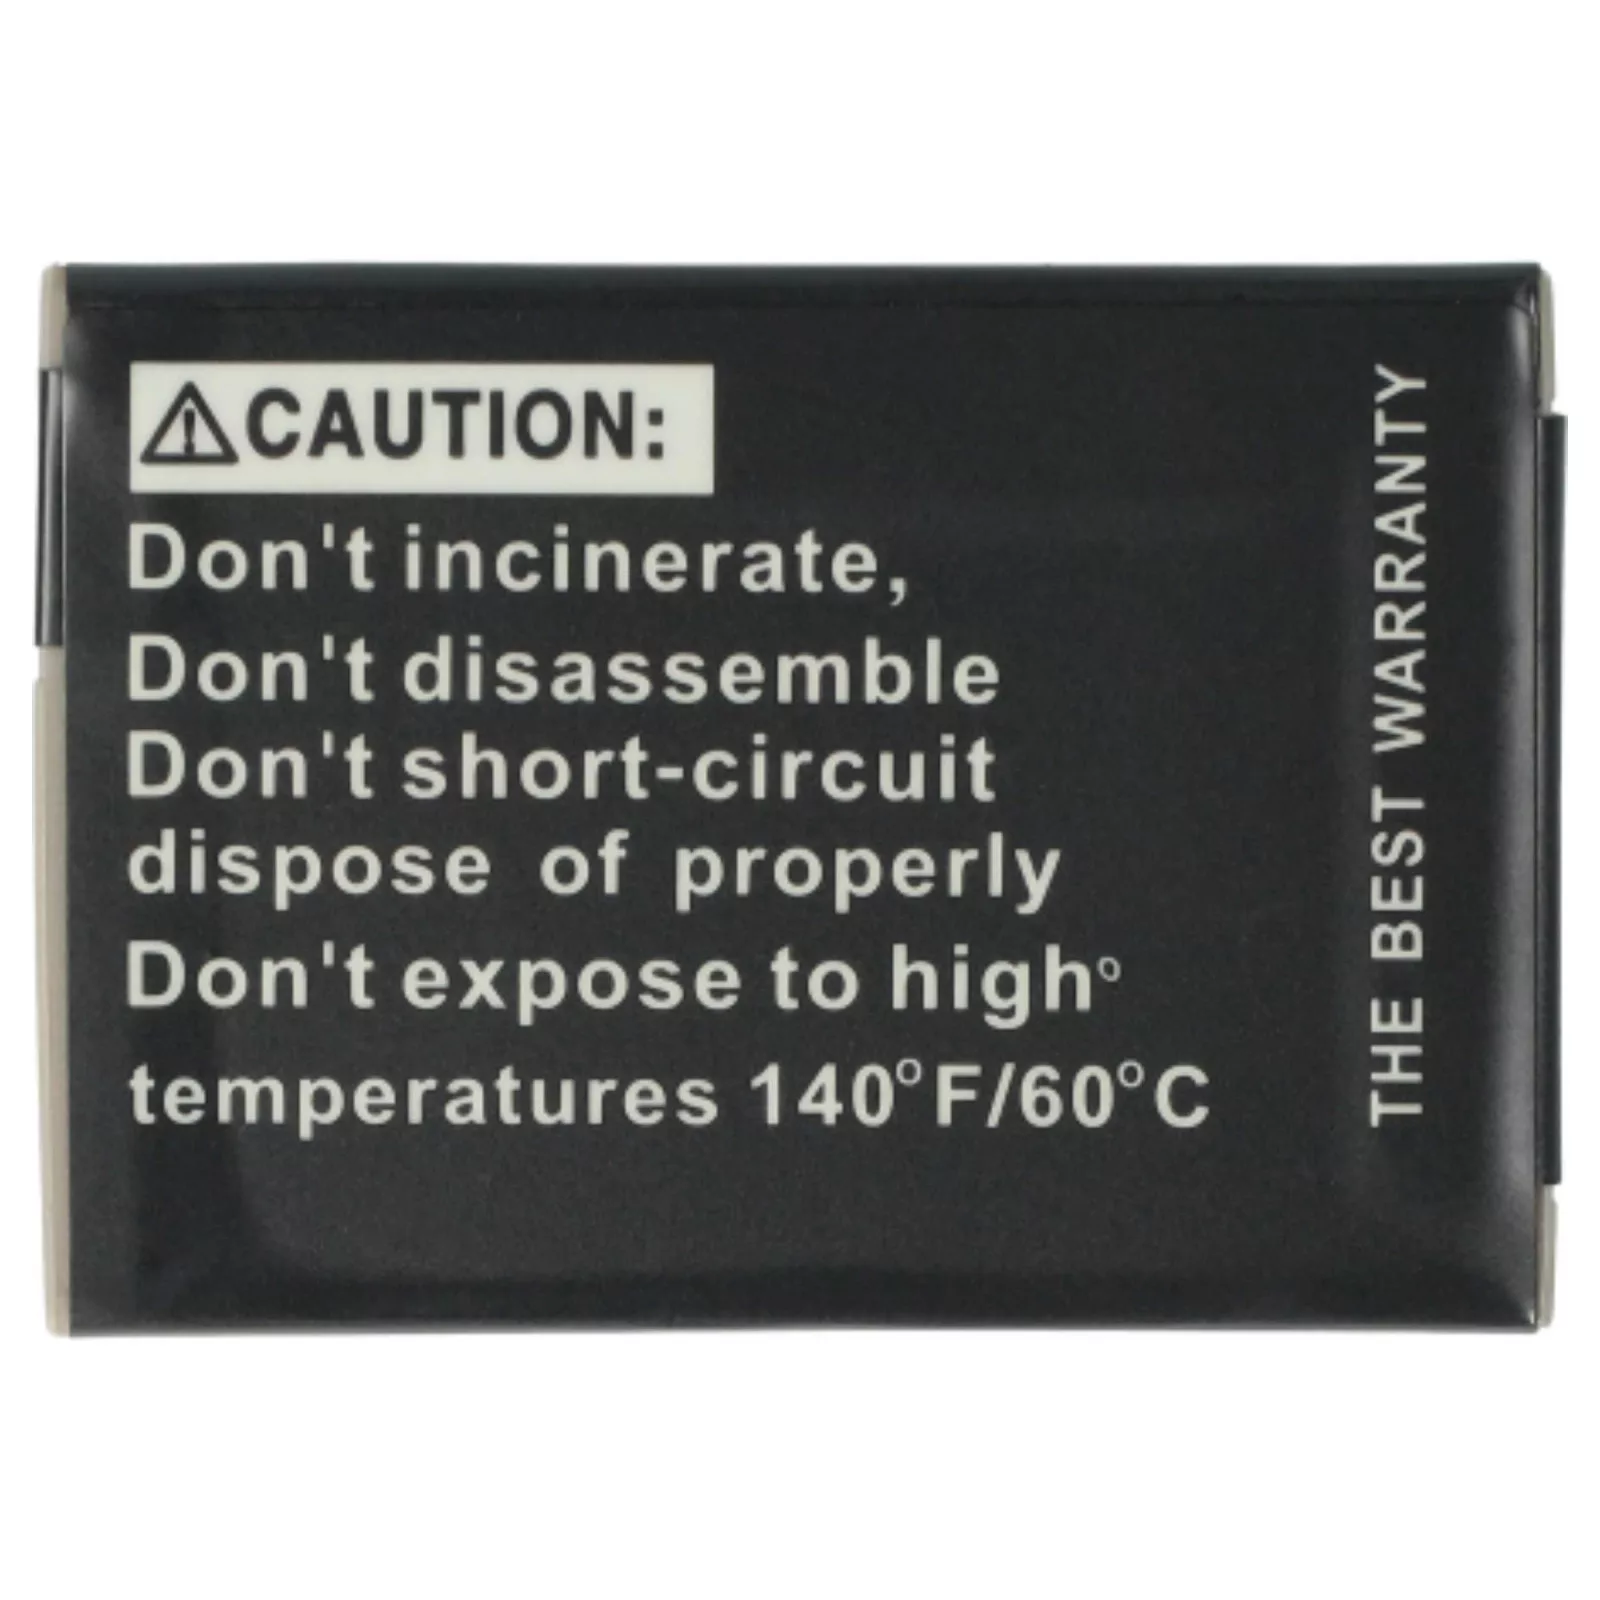 ⚠CAUTION:
Don't incinerate,
Don't disassemble
Don't short-circuit
dispose of properly
Don't expose to high°
temperatures 140°F/60°C
THE BEST WARRANTY